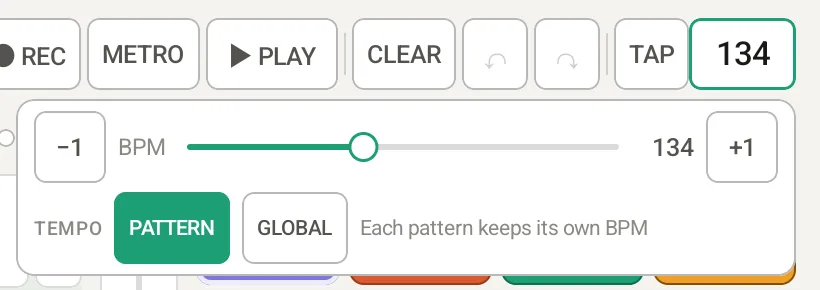 REC METRO PLAY CLEAR TAP 134
−1 BPM 134 +1
TEMPO PATTERN GLOBAL Each pattern keeps its own BPM